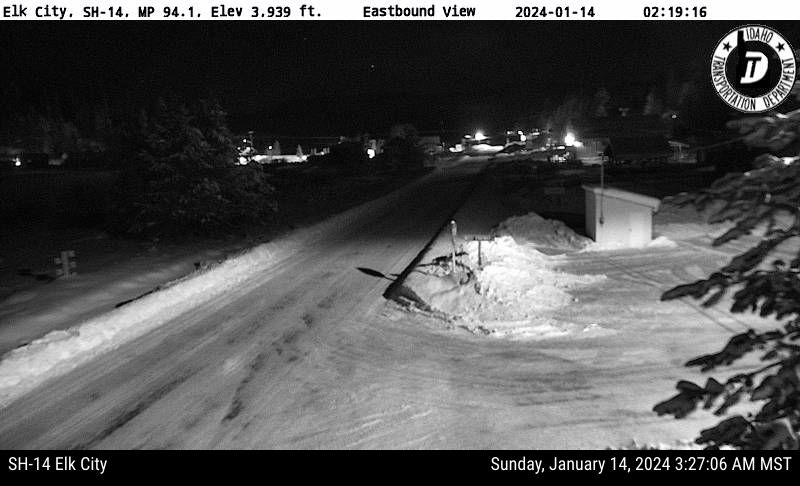 Elk City, SH-14, MP 94.1, Elev 3,939 ft. Eastbound View 2024-01-14 02:19:16
IDAHO
TRANSPORTATION DEPARTMENT
SH-14 Elk City Sunday, January 14, 2024 3:27:06 AM MST